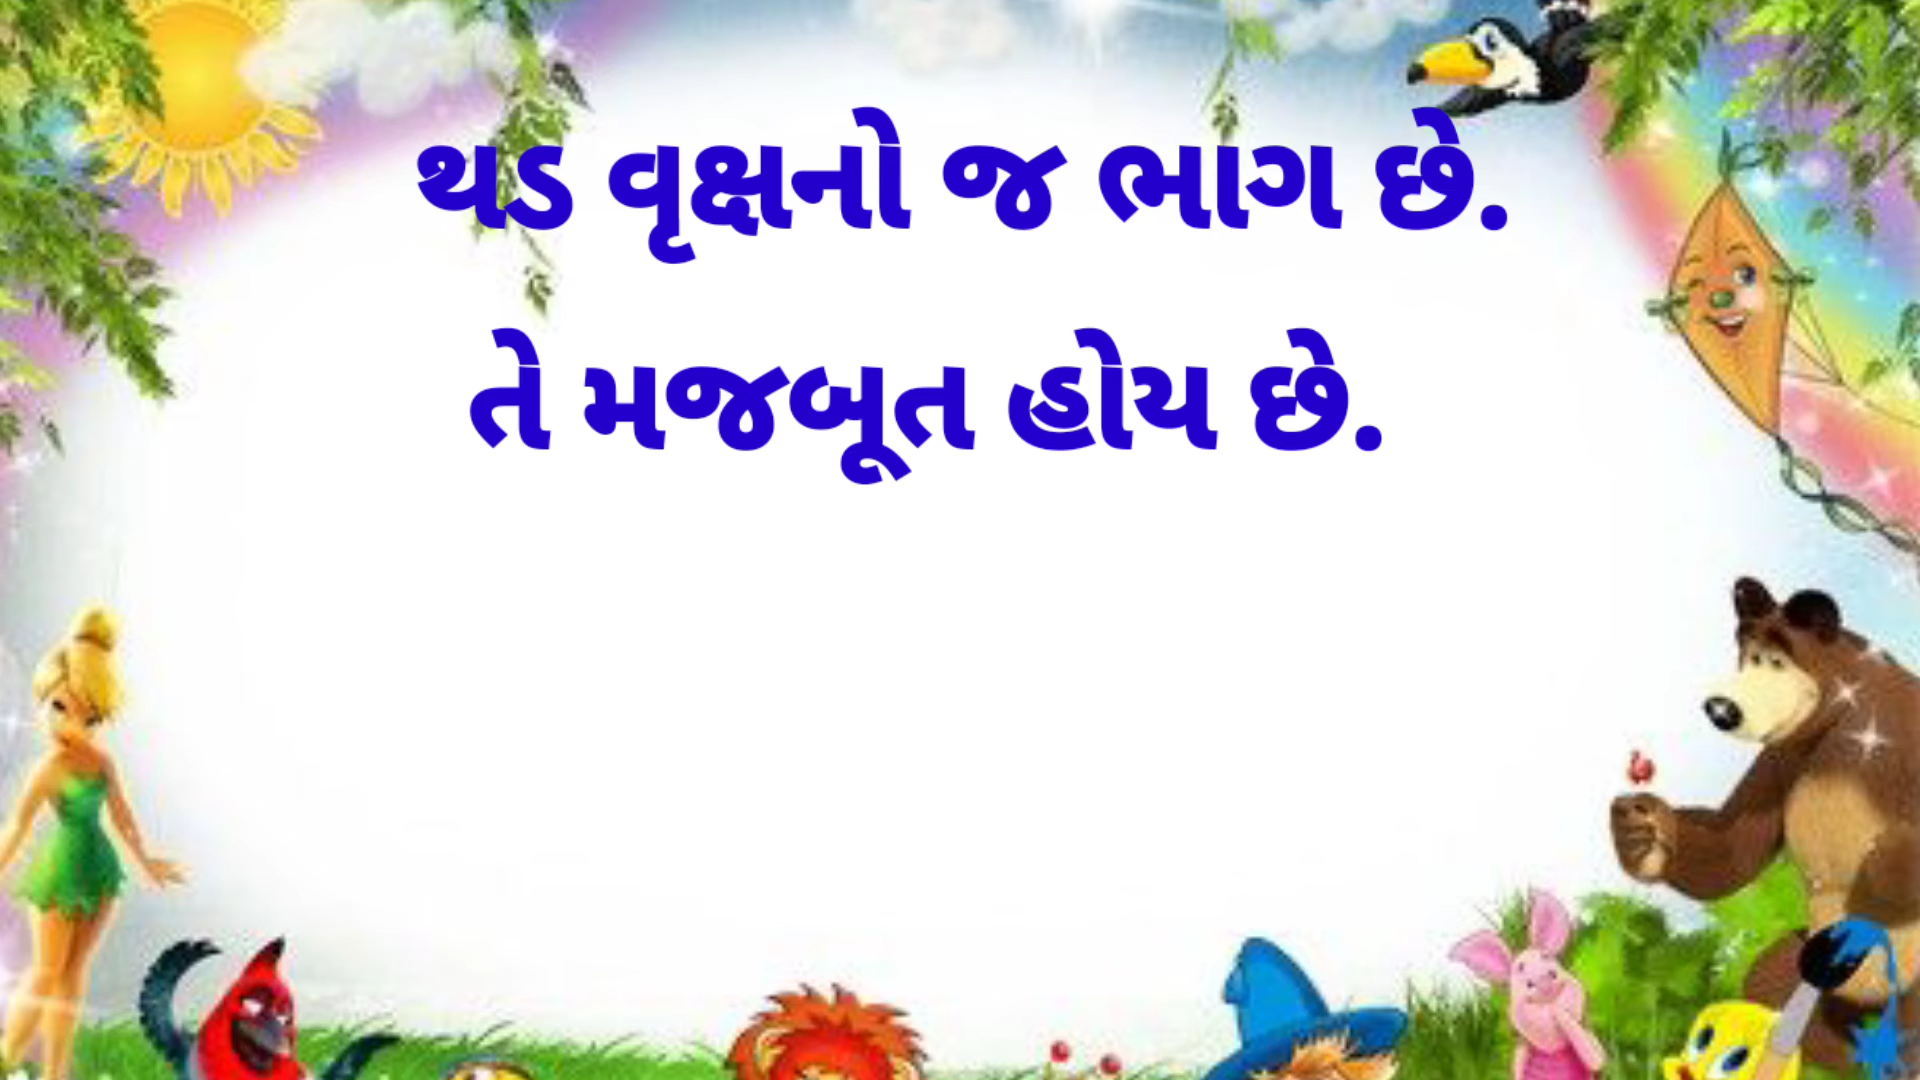 થડ વૃક્ષનો જ ભાગ છે.
તે મજબૂત હોય છે.